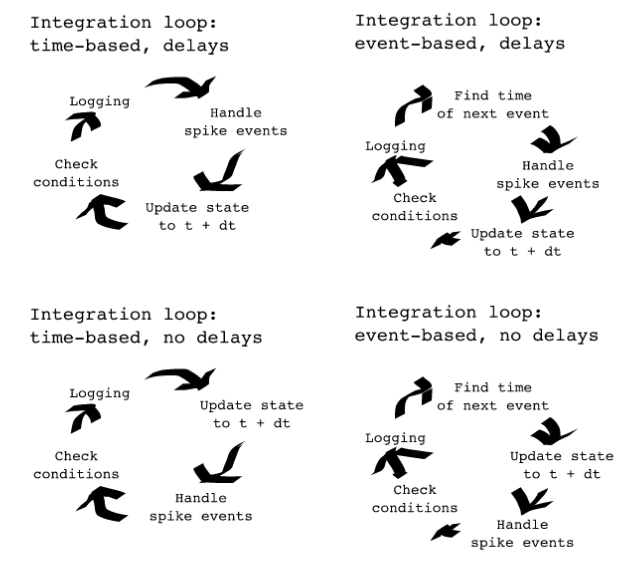 Integration loop:
time-based, delays
Logging
Handle
spike events
Update state
to t + dt
Check
conditions
Integration loop:
event-based, delays
Find time
of next event
Handle
spike events
Update state
to t + dt
Check
conditions
Logging
Integration loop:
time-based, no delays
Logging
Update state
to t + dt
Handle
spike events
Check
conditions
Integration loop:
event-based, no delays
Find time
of next event
Update state
to t + dt
Handle
spike events
Check
conditions
Logging